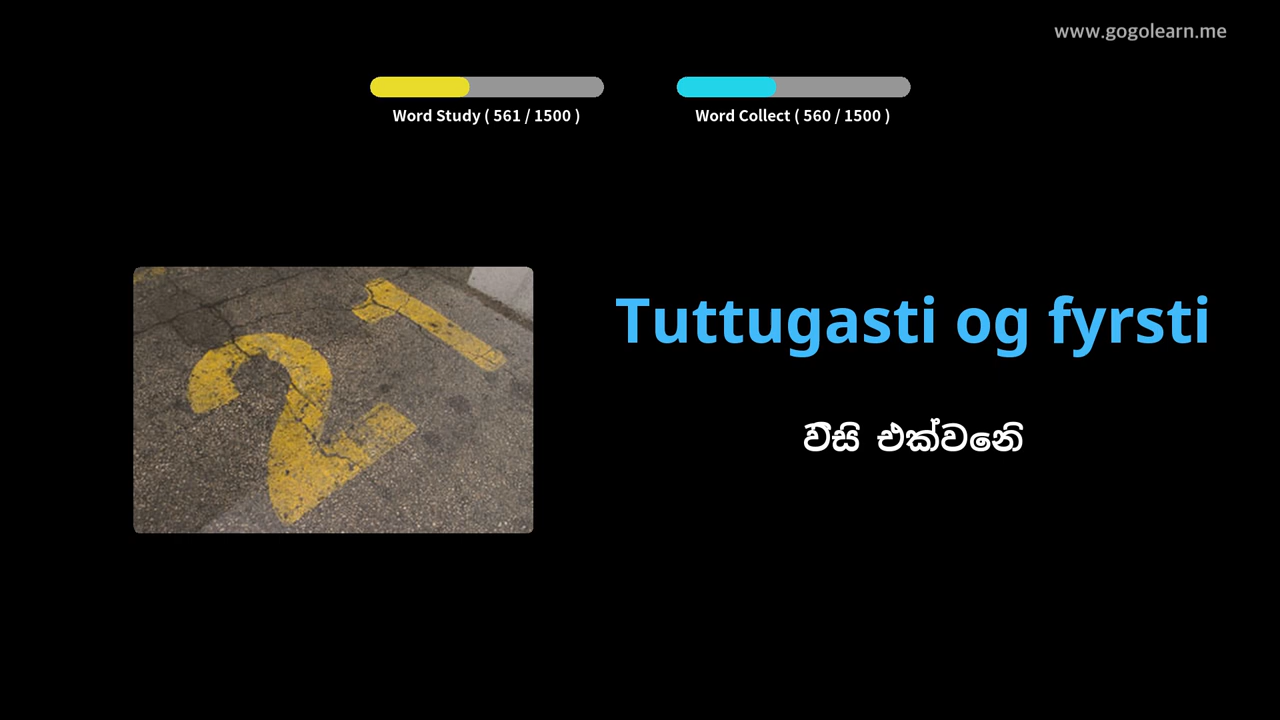 www.gogolearn.me
Word Study ( 561 / 1500 )
Word Collect ( 560 / 1500 )
21
Tuttugasti og fyrsti
විසි එක්වනේ